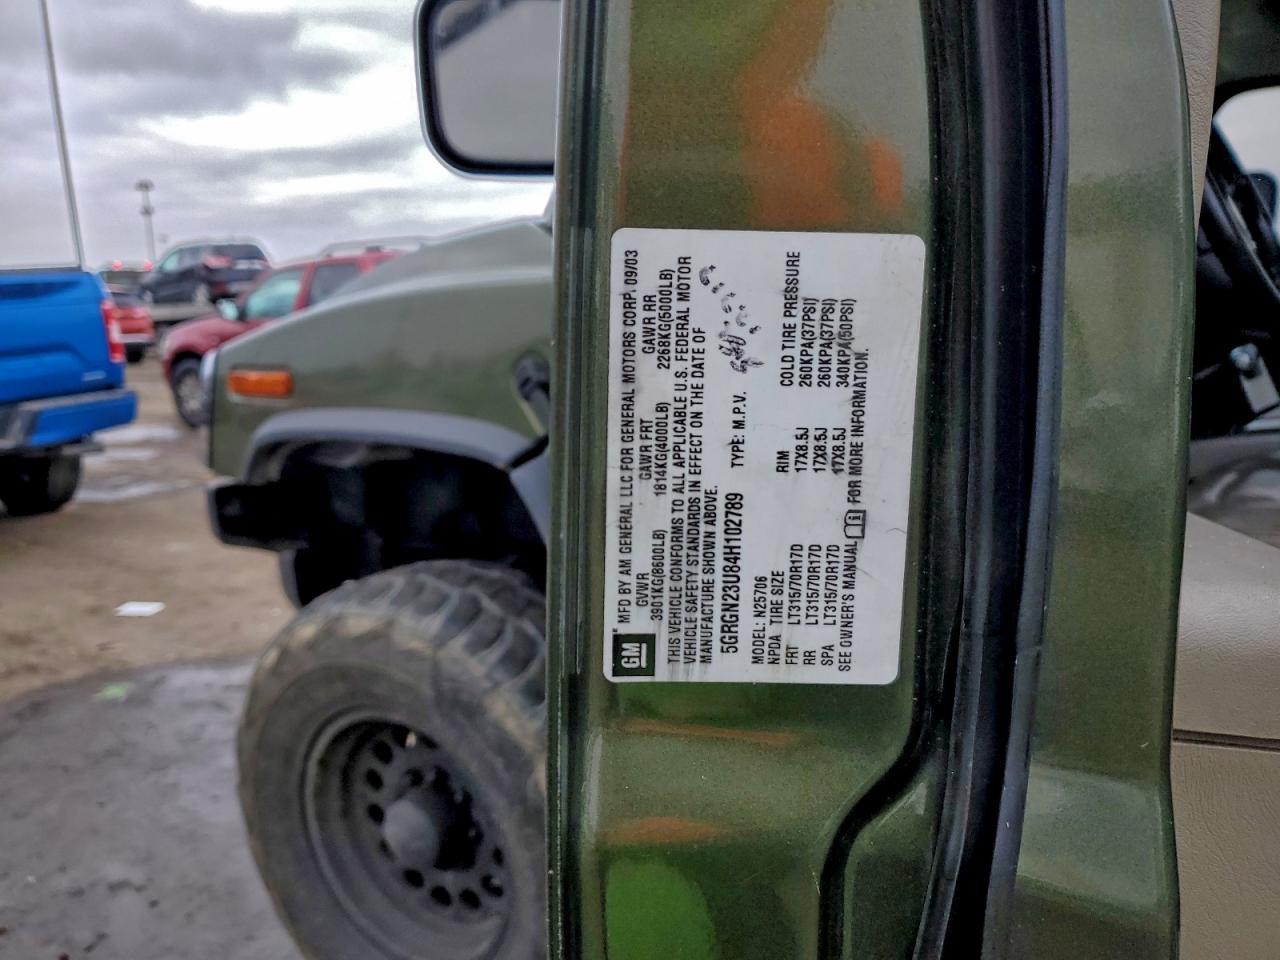 GM
MFD BY AM GENERAL LLC FOR GENERAL MOTORS CORP. 09/03
GVWR GAWR FRT GAWR RR
3901KG(8600LB) 1814KG(4000LB) 2268KG(5000LB)
THIS VEHICLE CONFORMS TO ALL APPLICABLE U.S. FEDERAL MOTOR
VEHICLE SAFETY STANDARDS IN EFFECT ON THE DATE OF
MANUFACTURE SHOWN ABOVE.
5GRGN23U84H102789 TYPE: M.P.V.
MODEL: N25706
NPDA TIRE SIZE RIM COLD TIRE PRESSURE
FRT LT315/70R17D 17X8.5J 260KPA(37PSI)
RR LT315/70R17D 17X8.5J 260KPA(37PSI)
SPA LT315/70R17D 17X8.5J 340KPA(50PSI)
SEE OWNER'S MANUAL FOR MORE INFORMATION.